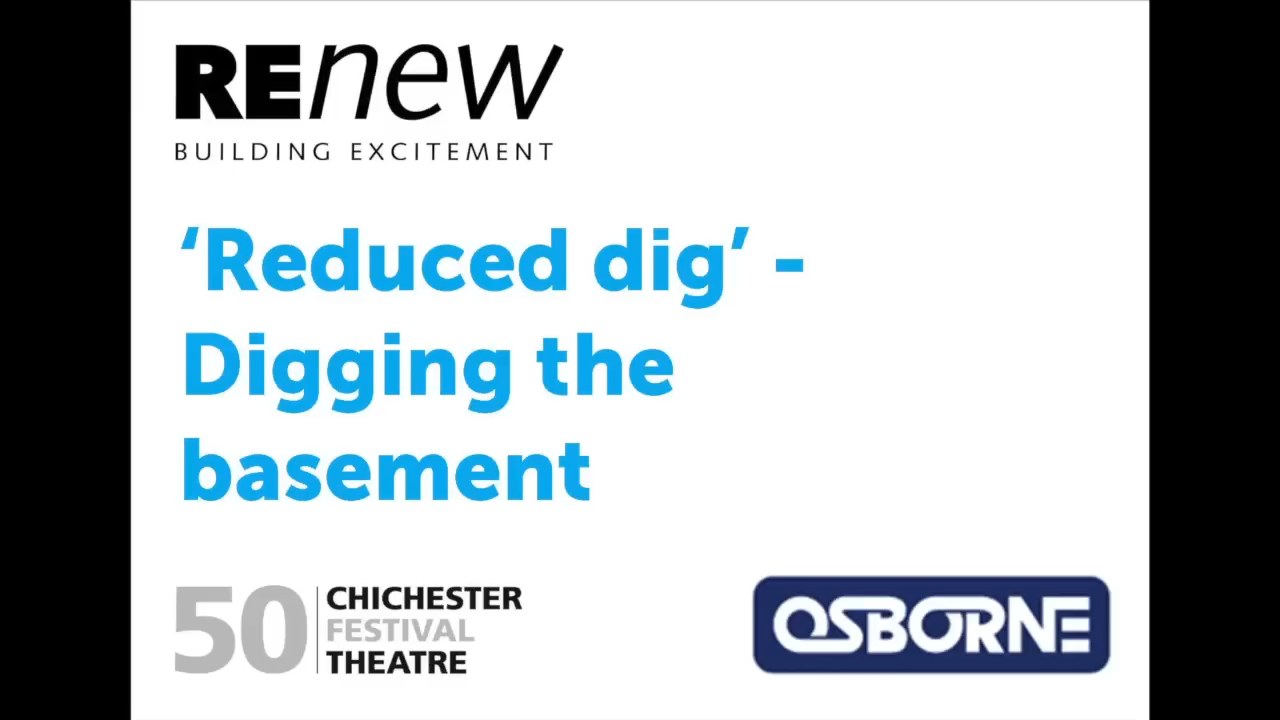 REnew
BUILDING EXCITEMENT
‘Reduced dig’ -
Digging the
basement
50 CHICHESTER
FESTIVAL
THEATRE
OSBORNE